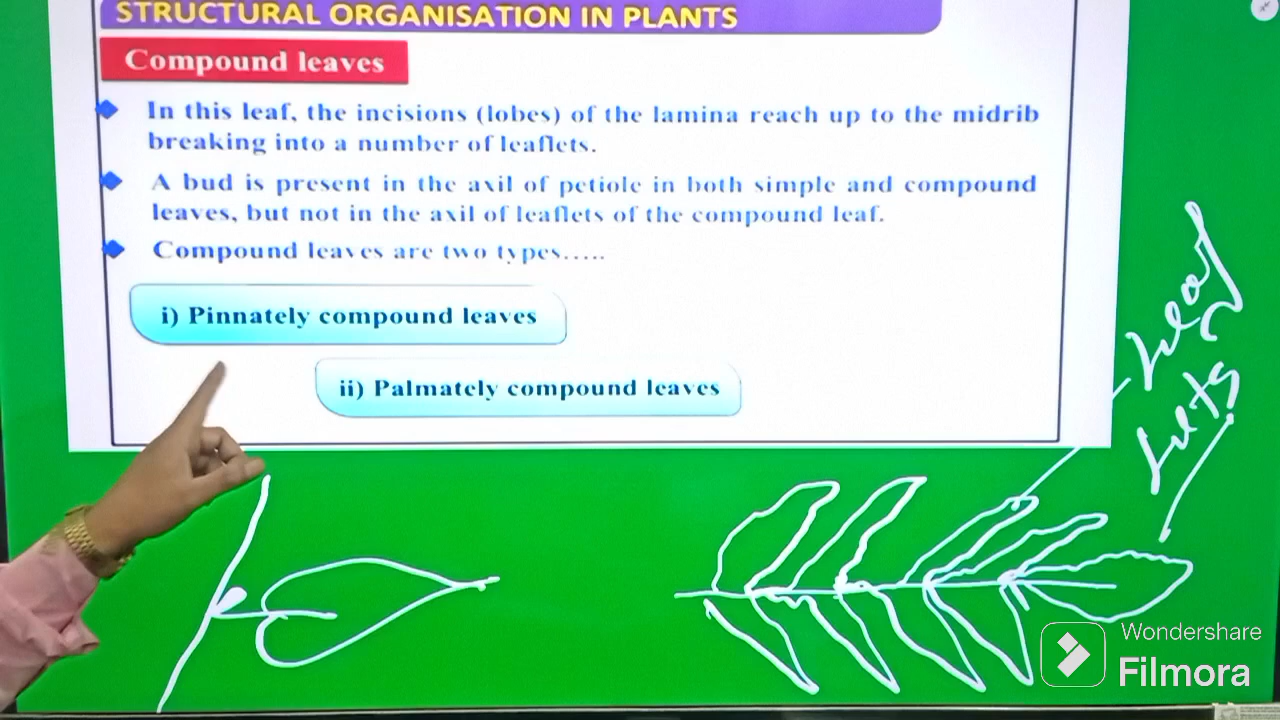 STRUCTURAL ORGANISATION IN PLANTS
Compound leaves
In this leaf, the incisions (lobes) of the lamina reach up to the midrib
breaking into a number of leaflets.
A bud is present in the axil of petiole in both simple and compound
leaves, but not in the axil of leaflets of the compound leaf.
Compound leaves are two types.....
i) Pinnately compound leaves
ii) Palmately compound leaves
Leaf
lets
Wondershare
Filmora